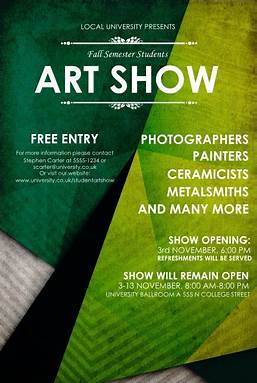 LOCAL UNIVERSITY PRESENTS
Fall Semester Students
ART SHOW
FREE ENTRY
For more information please contact
Stephen Carter at 5555-1234 or
scarter@university.co.uk
Or visit our website:
www.university.co.uk/studentartshow
PHOTOGRAPHERS
PAINTERS
CERAMICISTS
METALSMITHS
AND MANY MORE
SHOW OPENING:
3rd NOVEMBER, 6:00 PM
REFRESHMENTS WILL BE SERVED
SHOW WILL REMAIN OPEN
3-13 NOVEMBER, 8:00 AM-8:00 PM
UNIVERSITY BALLROOM A 555 N COLLEGE STREET